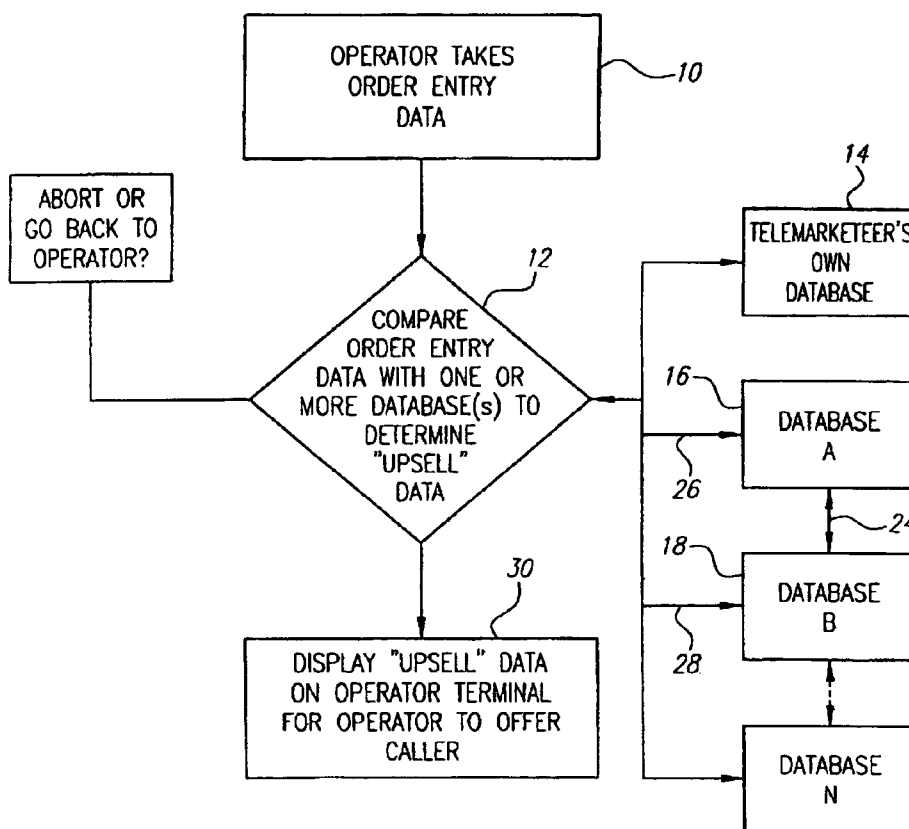 OPERATOR TAKES
ORDER ENTRY
DATA
10
ABORT OR
GO BACK TO
OPERATOR?
12
COMPARE
ORDER ENTRY
DATA WITH ONE OR
MORE DATABASE(s) TO
DETERMINE
"UPSELL"
DATA
14
TELEMARKETEER'S
OWN
DATABASE
16
DATABASE
A
26
24
18
DATABASE
B
28
30
DISPLAY "UPSELL" DATA
ON OPERATOR TERMINAL
FOR OPERATOR TO OFFER
CALLER
DATABASE
N